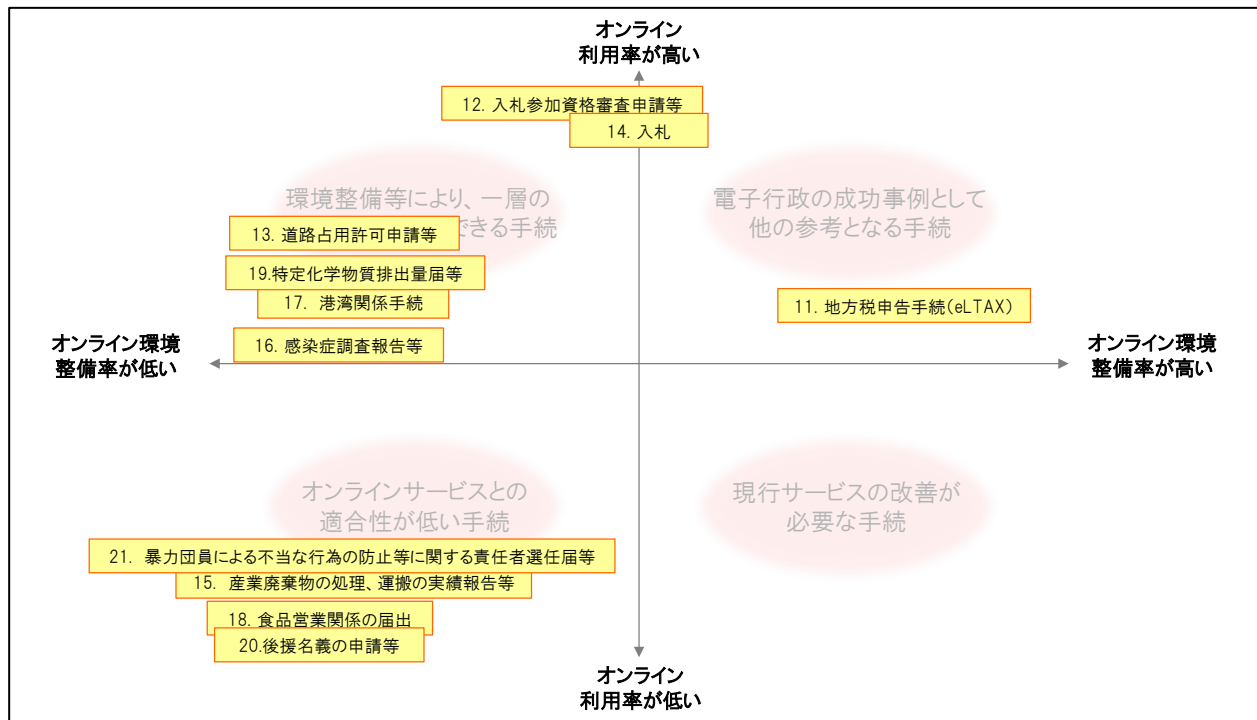 オンライン
利用率が高い
12. 入札参加資格審査申請等
14. 入札
環境整備等により、一層の
できる手続
電子行政の成功事例として
他の参考となる手続
13. 道路占用許可申請等
19.特定化学物質排出量届等
17. 港湾関係手続
11. 地方税申告手続(eLTAX)
16. 感染症調査報告等
オンライン環境
整備率が低い
オンライン環境
整備率が高い
オンラインサービスとの
適合性が低い手続
現行サービスの改善が
必要な手続
21. 暴力団員による不当な行為の防止等に関する責任者選任届等
15. 産業廃棄物の処理、運搬の実績報告等
18. 食品営業関係の届出
20.後援名義の申請等
オンライン
利用率が低い